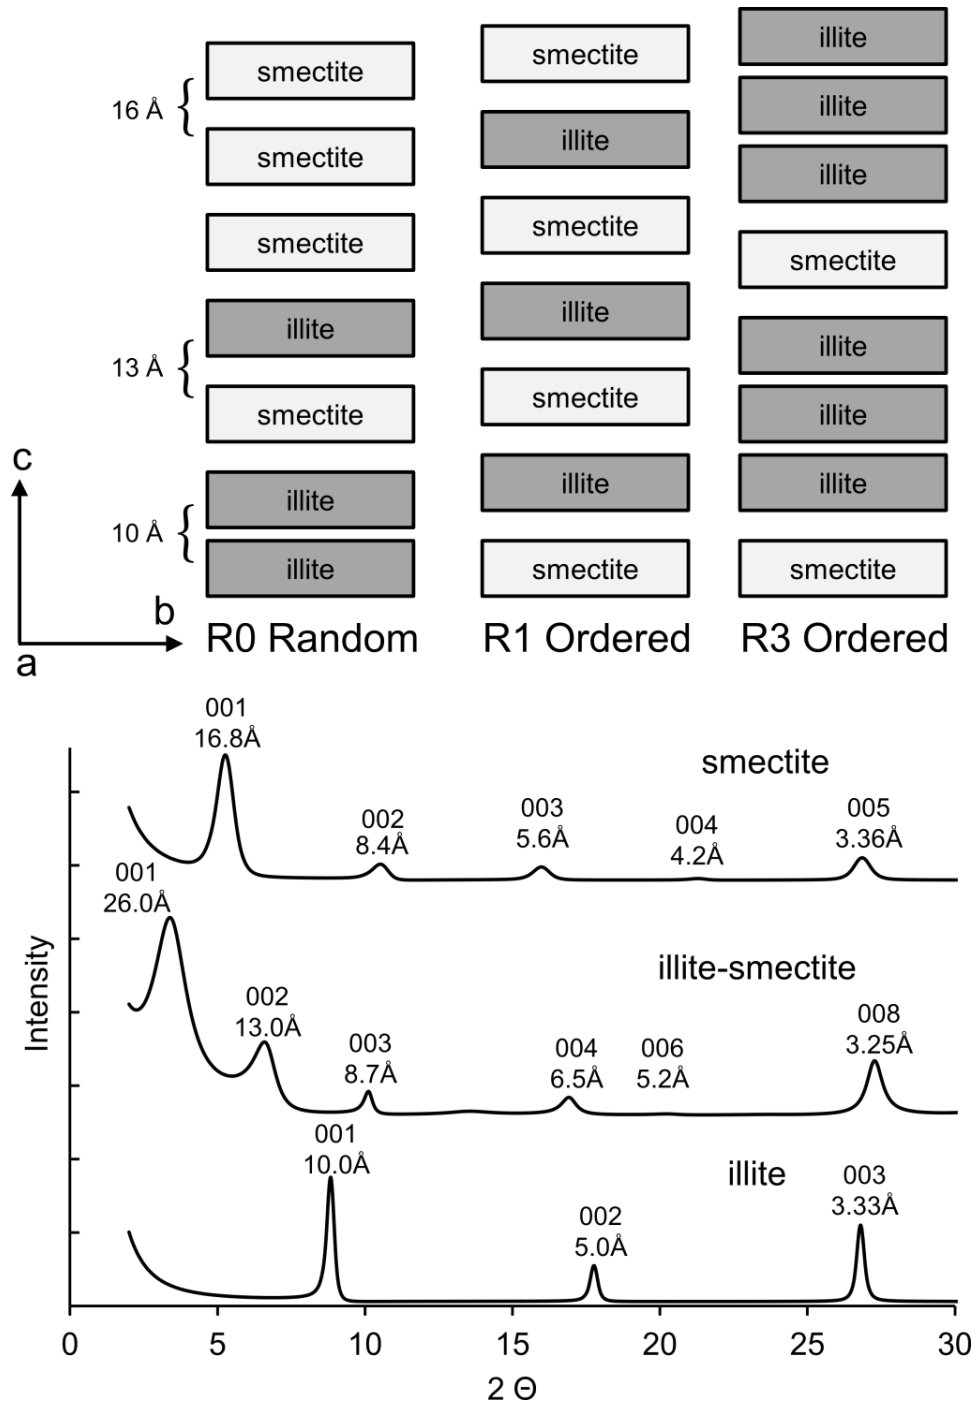 smectite
smectite
smectite
illite
smectite
illite
illite
16 Å
13 Å
10 Å
c
b
a
R0 Random
smectite
illite
smectite
illite
smectite
illite
smectite
R1 Ordered
illite
illite
illite
smectite
illite
illite
illite
smectite
R3 Ordered
smectite
001
16.8Å
002
8.4Å
003
5.6Å
004
4.2Å
005
3.36Å
illite-smectite
001
26.0Å
002
13.0Å
003
8.7Å
004
6.5Å
006
5.2Å
008
3.25Å
illite
001
10.0Å
002
5.0Å
003
3.33Å
Intensity
0 5 10 15 20 25 30
2 Θ